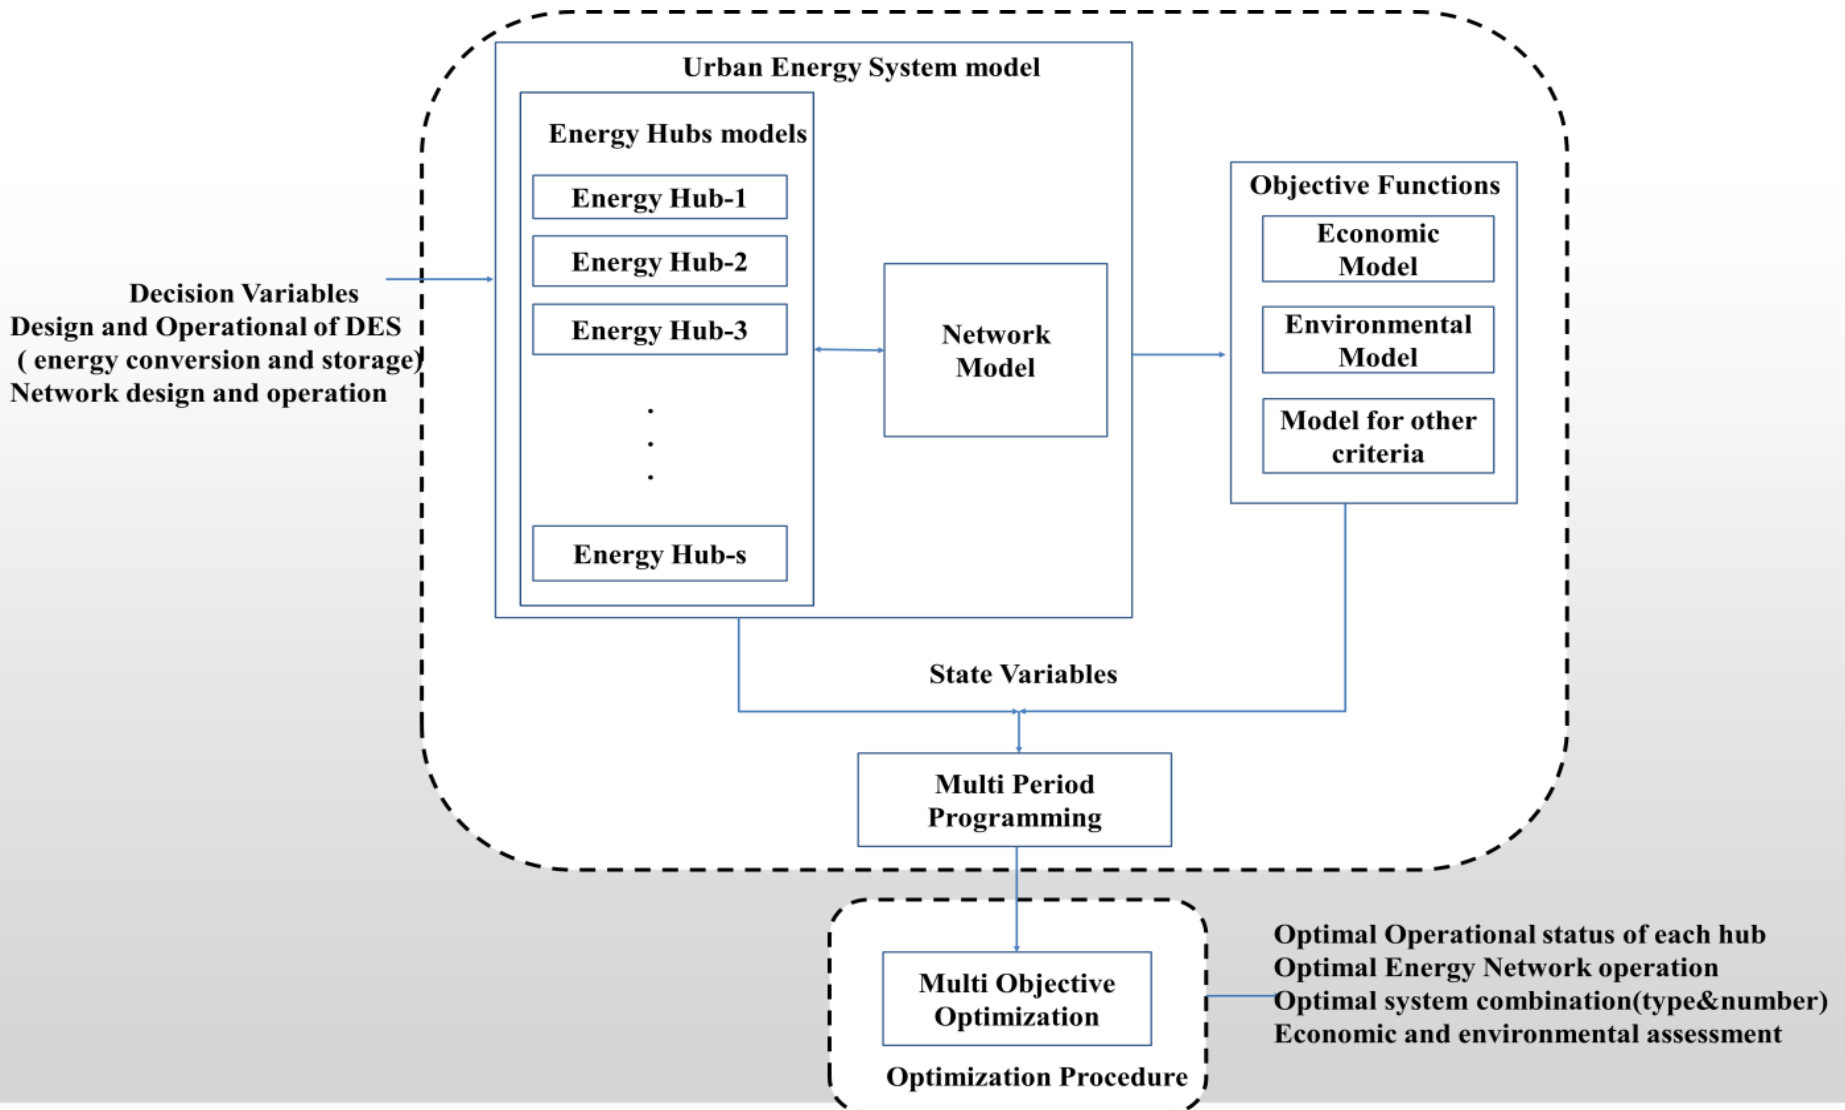 Urban Energy System model
Energy Hubs models
Energy Hub-1
Energy Hub-2
Energy Hub-3
.
.
.
Energy Hub-s
Network
Model
Objective Functions
Economic
Model
Environmental
Model
Model for other
criteria
Decision Variables
Design and Operational of DES
( energy conversion and storage)
Network design and operation
State Variables
Multi Period
Programming
Multi Objective
Optimization
Optimization Procedure
Optimal Operational status of each hub
Optimal Energy Network operation
Optimal system combination(type&number)
Economic and environmental assessment